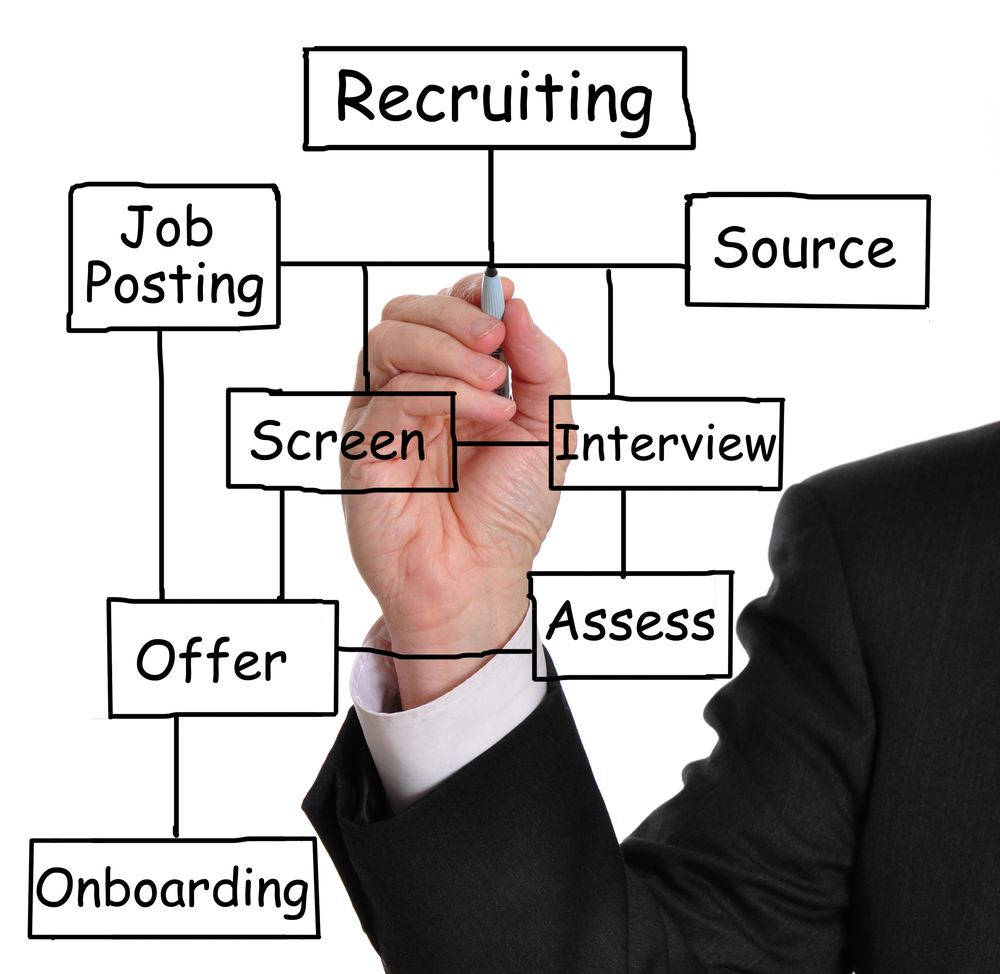 Recruiting
Job
Posting
Source
Screen
Interview
Offer
Assess
Onboarding